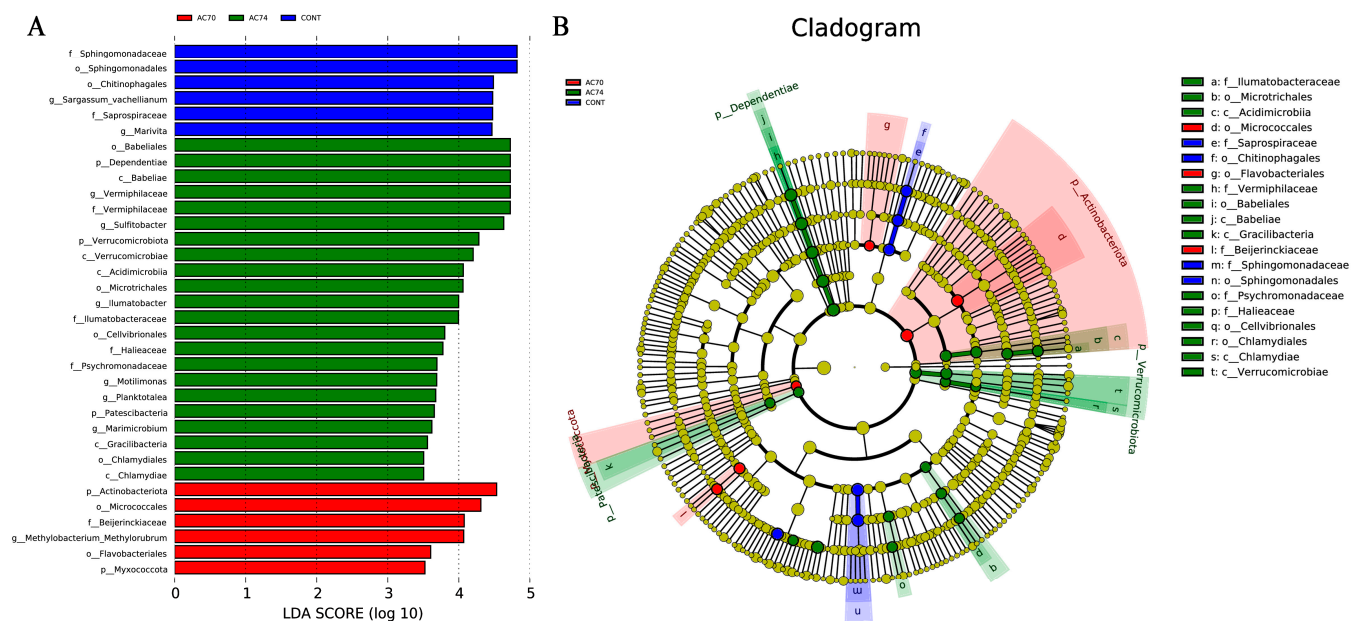 A
AC70 AC74 CONT
f Sphingomonadaceae
o__Sphingomonadales
o__Chitinophagales
g__Sargassum_vachellianum
f__Saprospiraceae
g__Marivita
o__Babeliales
p__Dependentiae
c__Babeliae
g__Vermiphilaceae
f__Vermiphilaceae
g__Sulfitobacter
p__Verrucomicrobiota
c__Verrucomicrobiae
c__Acidimicrobiia
o__Microtrichales
g__Ilumatobacter
f__Ilumatobacteraceae
o__Cellvibrionales
f__Halieaceae
f__Psychromonadaceae
g__Motilimonas
g__Planktotalea
p__Patescibacteria
g__Marimicrobium
c__Gracilibacteria
o__Chlamydiales
c__Chlamydiae
p__Actinobacteriota
o__Micrococcales
f__Beijerinckiaceae
g__Methylobacterium_Methylorubrum
o__Flavobacteriales
p__Myxococcota
0 1 2 3 4 5
LDA SCORE (log 10)
B
Cladogram
AC70
AC74
CONT
p__Dependentiae
j
i
h
g
f
e
p__Actinobacteriota
d
c
b
a
p__Verrucomicrobiota
t
s
r
q
p
o
m
n
l
k
a: f__Ilumatobacteraceae
b: o__Microtrichales
c: c__Acidimicrobiia
d: o__Micrococcales
e: f__Saprospiraceae
f: o__Chitinophagales
g: o__Flavobacteriales
h: f__Vermiphilaceae
i: o__Babeliales
j: c__Babeliae
k: c__Gracilibacteria
l: f__Beijerinckiaceae
m: f__Sphingomonadaceae
n: o__Sphingomonadales
o: f__Psychromonadaceae
p: f__Halieaceae
q: o__Cellvibrionales
r: o__Chlamydiales
s: c__Chlamydiae
t: c__Verrucomicrobiae